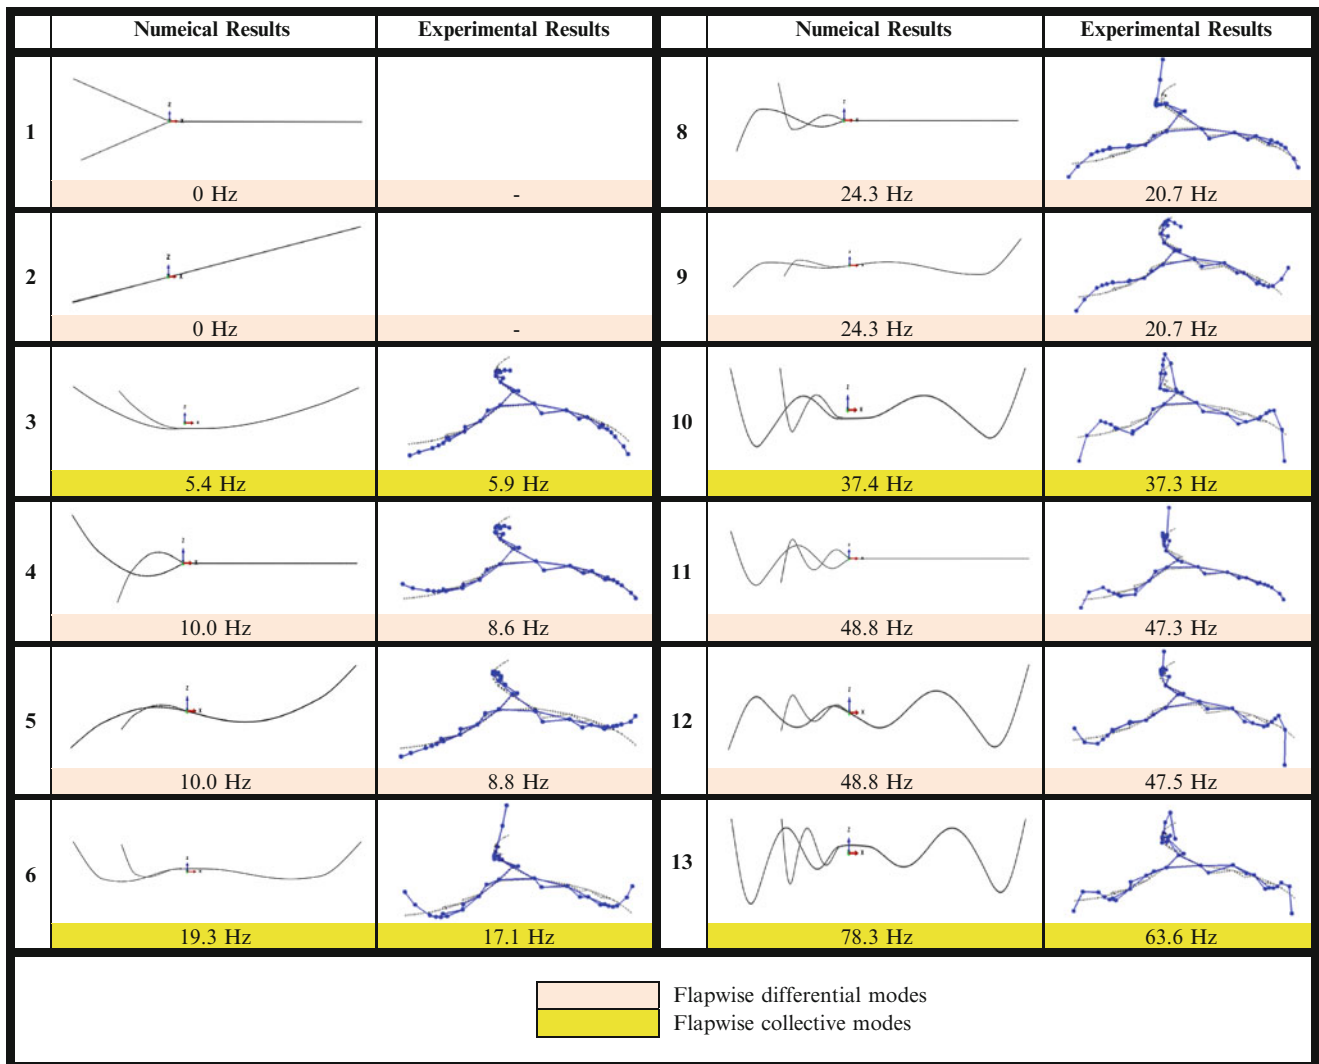 Numeical Results Experimental Results Numeical Results Experimental Results
1
0 Hz -
2
0 Hz -
3
5.4 Hz 5.9 Hz
4
10.0 Hz 8.6 Hz
5
10.0 Hz 8.8 Hz
6
19.3 Hz 17.1 Hz
8
24.3 Hz 20.7 Hz
9
24.3 Hz 20.7 Hz
10
37.4 Hz 37.3 Hz
11
48.8 Hz 47.3 Hz
12
48.8 Hz 47.5 Hz
13
78.3 Hz 63.6 Hz
Flapwise differential modes
Flapwise collective modes